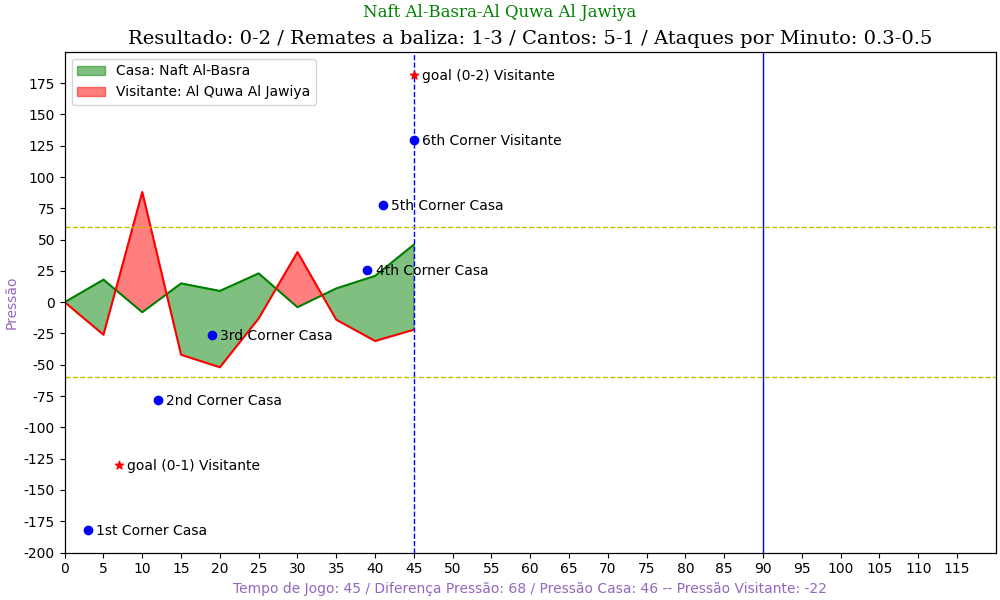 Naft Al-Basra-Al Quwa Al Jawiya
Resultado: 0-2 / Remates a baliza: 1-3 / Cantos: 5-1 / Ataques por Minuto: 0.3-0.5
Casa: Naft Al-Basra
Visitante: Al Quwa Al Jawiya
goal (0-2) Visitante
6th Corner Visitante
5th Corner Casa
4th Corner Casa
3rd Corner Casa
2nd Corner Casa
goal (0-1) Visitante
1st Corner Casa
Pressão
175
150
125
100
75
50
25
0
-25
-50
-75
-100
-125
-150
-175
-200
0 5 10 15 20 25 30 35 40 45 50 55 60 65 70 75 80 85 90 95 100 105 110 115
Tempo de Jogo: 45 / Diferença Pressão: 68 / Pressão Casa: 46 -- Pressão Visitante: -22